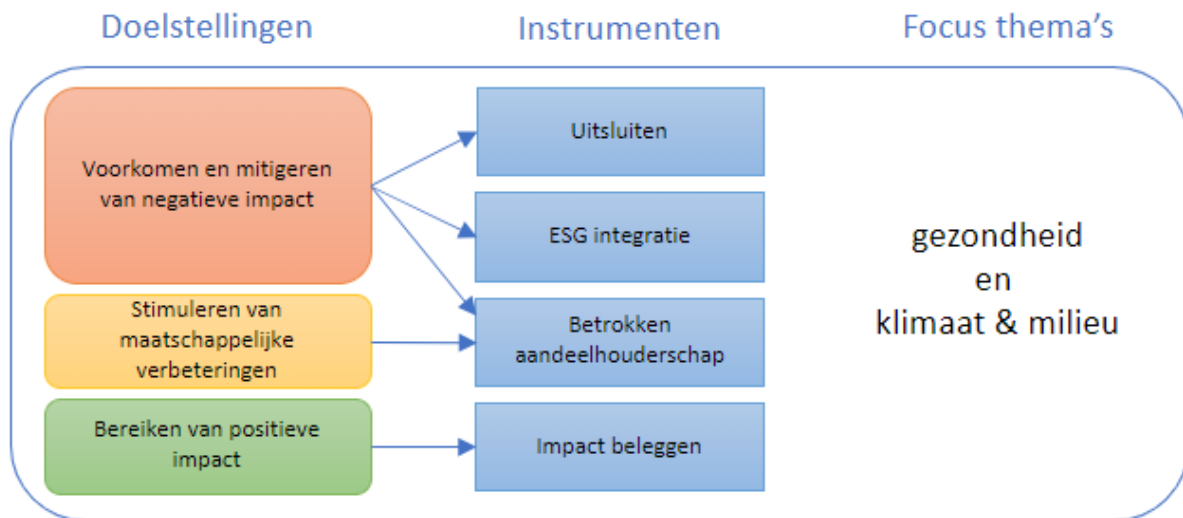 Doelstellingen
Instrumenten
Focus thema's
Voorkomen en mitigeren
van negatieve impact
Stimuleren van
maatschappelijke
verbeteringen
Bereiken van positieve
impact
Uitsluiten
ESG integratie
Betrokken
aandeelhouderschap
Impact beleggen
gezondheid
en
klimaat & milieu